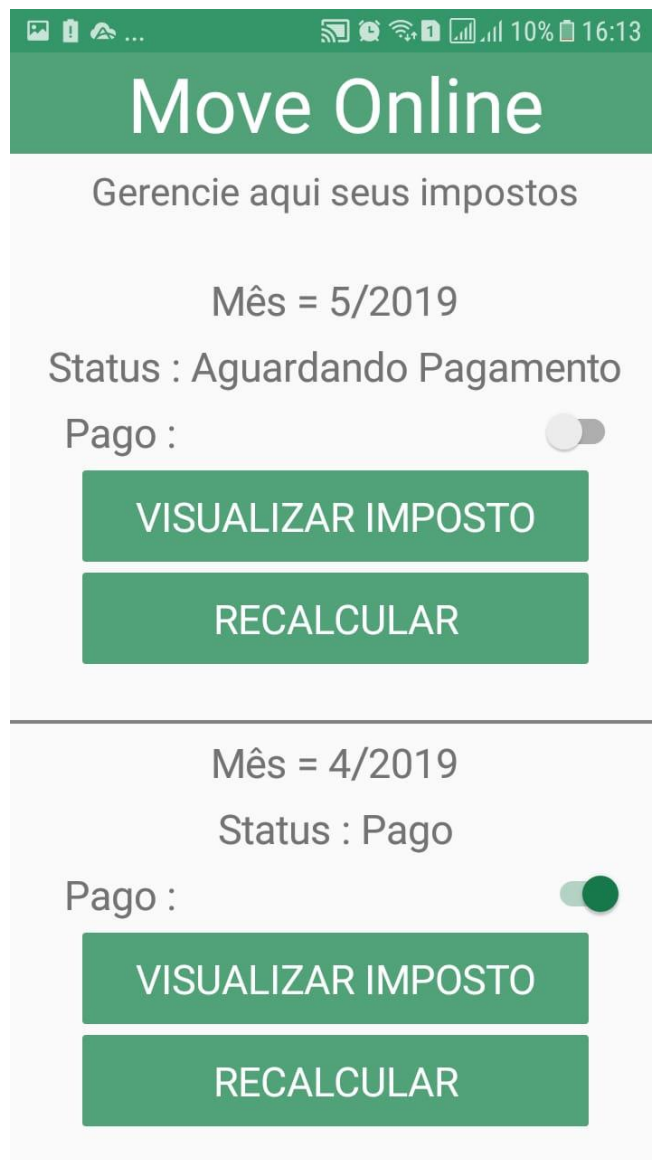 ... 1 10% 16:13
Move Online
Gerencie aqui seus impostos
Mês = 5/2019
Status : Aguardando Pagamento
Pago :
VISUALIZAR IMPOSTO
RECALCULAR
Mês = 4/2019
Status : Pago
Pago :
VISUALIZAR IMPOSTO
RECALCULAR